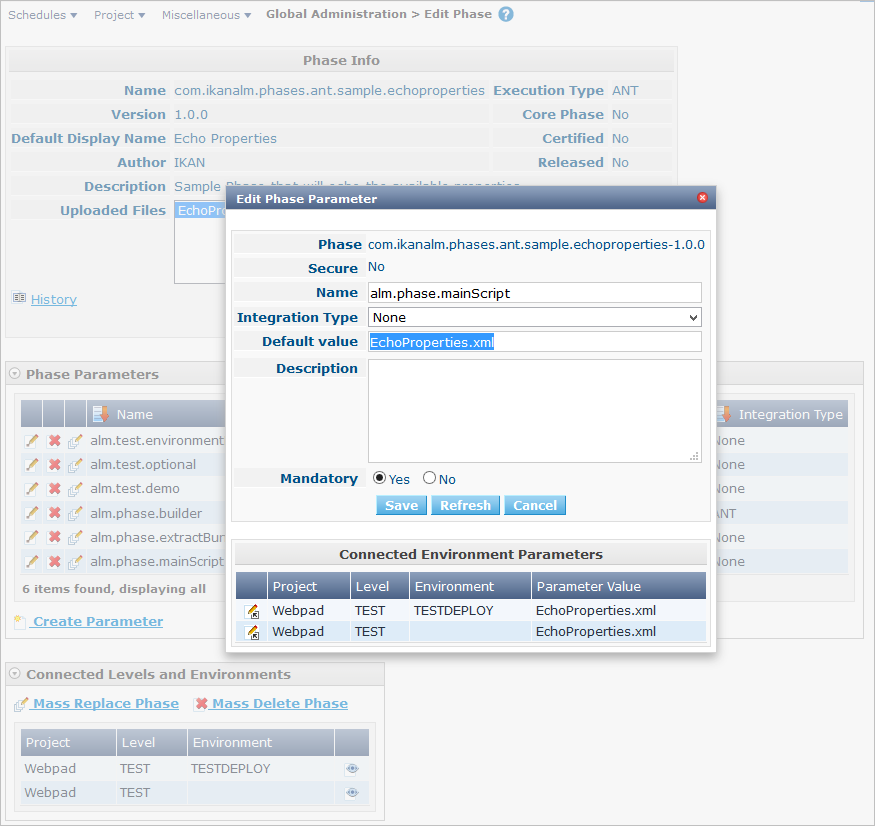 Schedules Project Miscellaneous Global Administration > Edit Phase ?
Phase Info
Name com.ikanalm.phases.ant.sample.echoproperties Execution Type ANT
Version 1.0.0 Core Phase No
Default Display Name Echo Properties Certified No
Author IKAN Released No
Description Sample Phase that will echo the available properties
Uploaded Files EchoPro
History
Edit Phase Parameter
Phase com.ikanalm.phases.ant.sample.echoproperties-1.0.0
Secure No
Name alm.phase.mainScript
Integration Type None
Default value EchoProperties.xml
Description
Mandatory Yes No
Save Refresh Cancel
Connected Environment Parameters
Project Level Environment Parameter Value
Webpad TEST TESTDEPLOY EchoProperties.xml
Webpad TEST EchoProperties.xml
Phase Parameters
Name Integration Type
alm.test.environment None
alm.test.optional None
alm.test.demo None
alm.phase.builder ANT
alm.phase.extractBun None
alm.phase.mainScript None
6 items found, displaying all
Create Parameter
Connected Levels and Environments
Mass Replace Phase Mass Delete Phase
Project Level Environment
Webpad TEST TESTDEPLOY
Webpad TEST